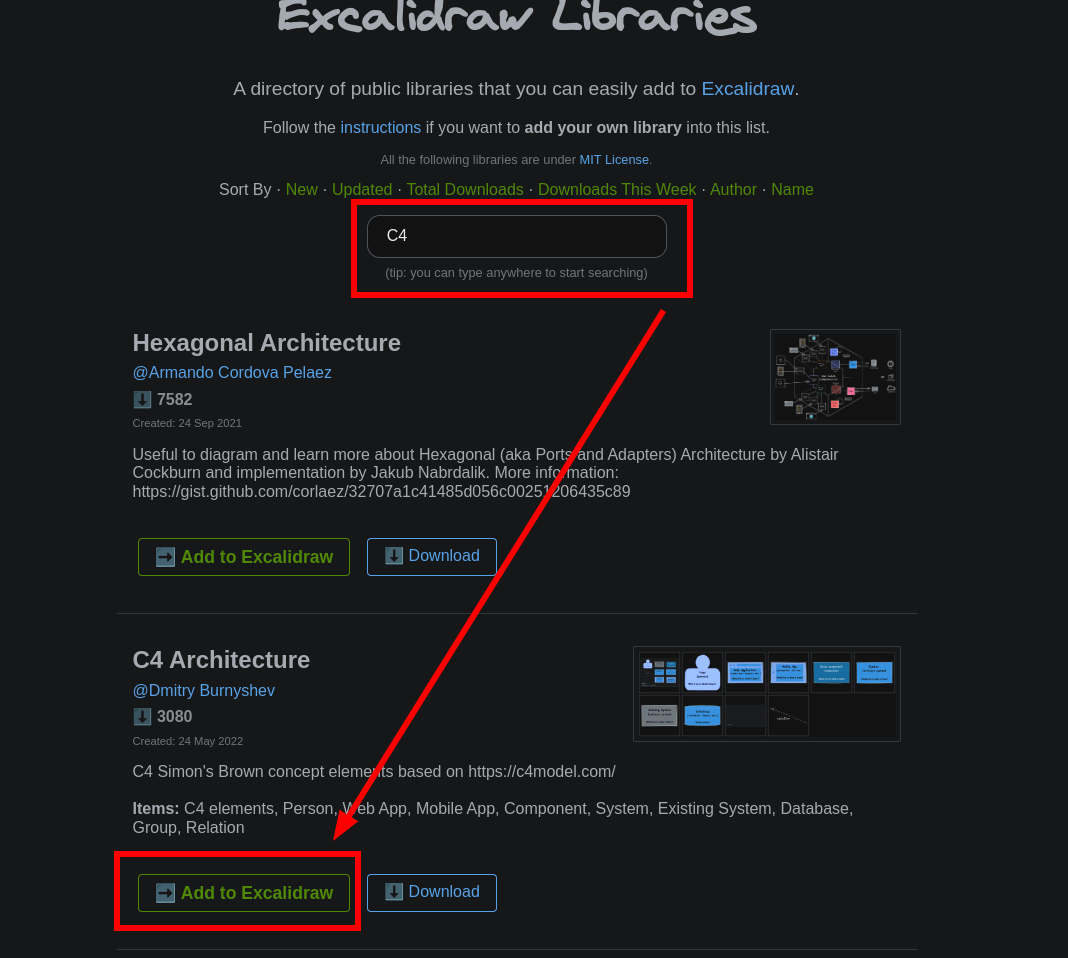 Excalidraw Libraries
A directory of public libraries that you can easily add to Excalidraw.
Follow the instructions if you want to add your own library into this list.
All the following libraries are under MIT License.
Sort By · New · Updated · Total Downloads · Downloads This Week · Author · Name
C4
(tip: you can type anywhere to start searching)
Hexagonal Architecture
@Armando Cordova Pelaez
7582
Created: 24 Sep 2021
Useful to diagram and learn more about Hexagonal (aka Ports and Adapters) Architecture by Alistair
Cockburn and implementation by Jakub Nabrdalik. More information:
https://gist.github.com/corlaez/32707a1c41485d056c00251206435c89
Add to Excalidraw
Download
C4 Architecture
@Dmitry Burnyshev
3080
Created: 24 May 2022
C4 Simon's Brown concept elements based on https://c4model.com/
Items: C4 elements, Person, Web App, Mobile App, Component, System, Existing System, Database,
Group, Relation
Add to Excalidraw
Download